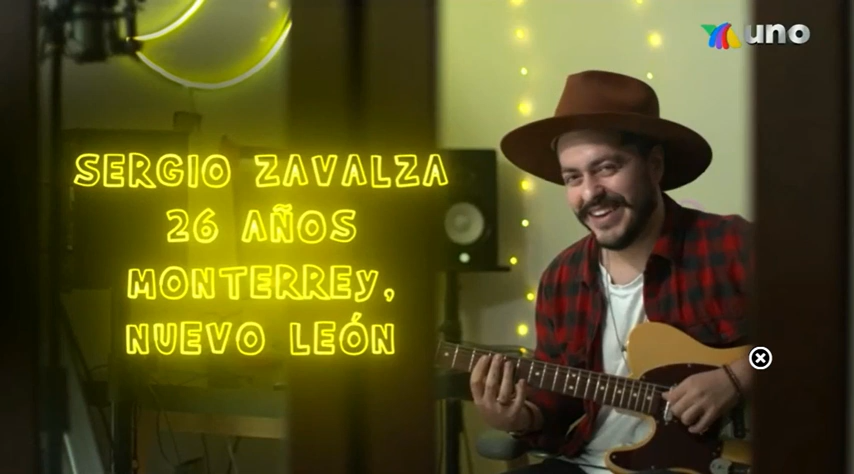 uno
SERGIO ZAVALZA
26 AÑOS
MONTERREy,
NUEVO LEÓN